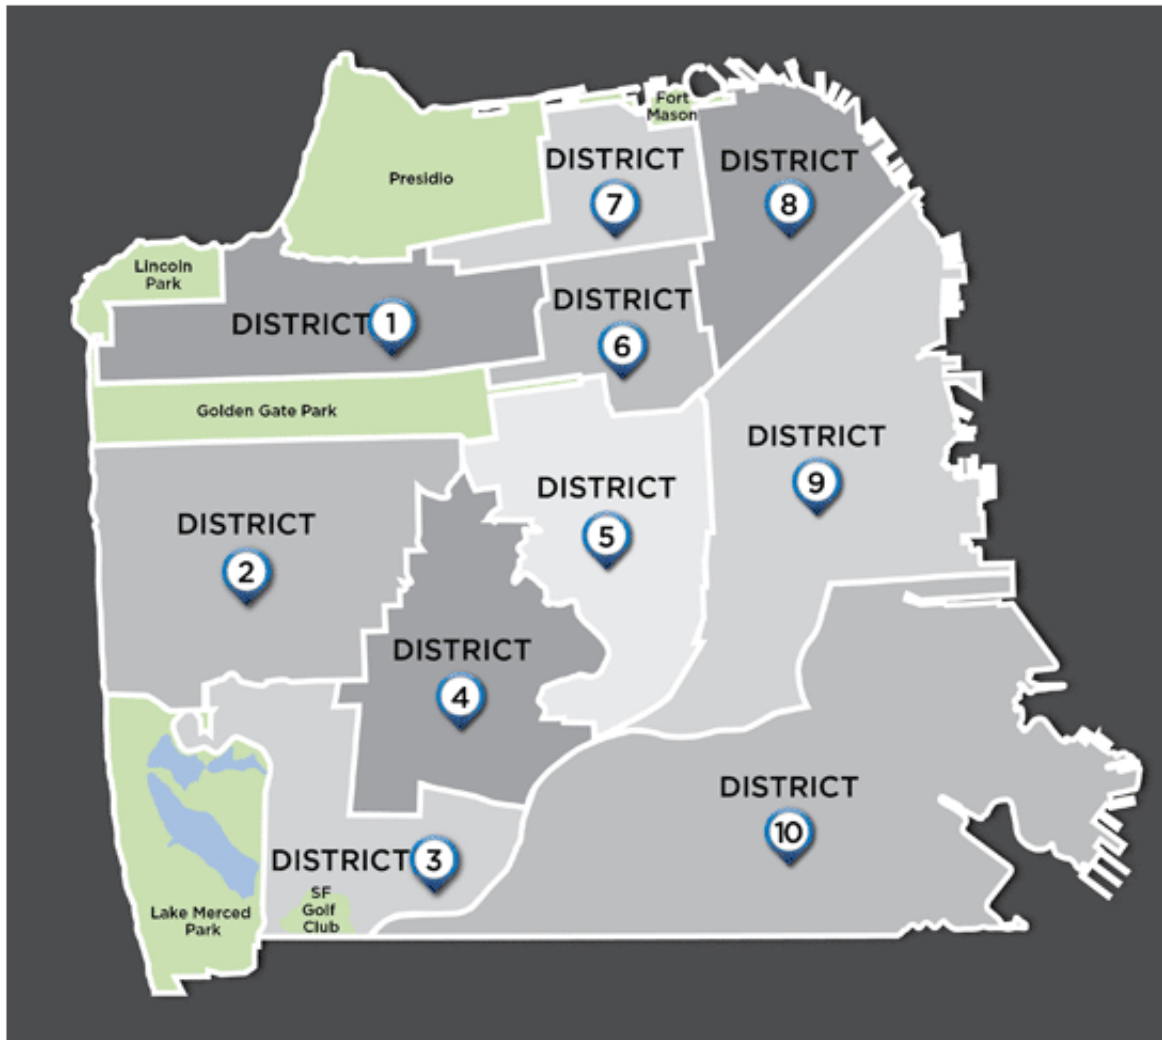 Fort
Mason
DISTRICT
7
DISTRICT
8
Presidio
Lincoln
Park
DISTRICT 1
DISTRICT
6
Golden Gate Park
DISTRICT
9
DISTRICT
5
DISTRICT
2
DISTRICT
4
DISTRICT
10
DISTRICT 3
SF
Golf
Club
Lake Merced
Park